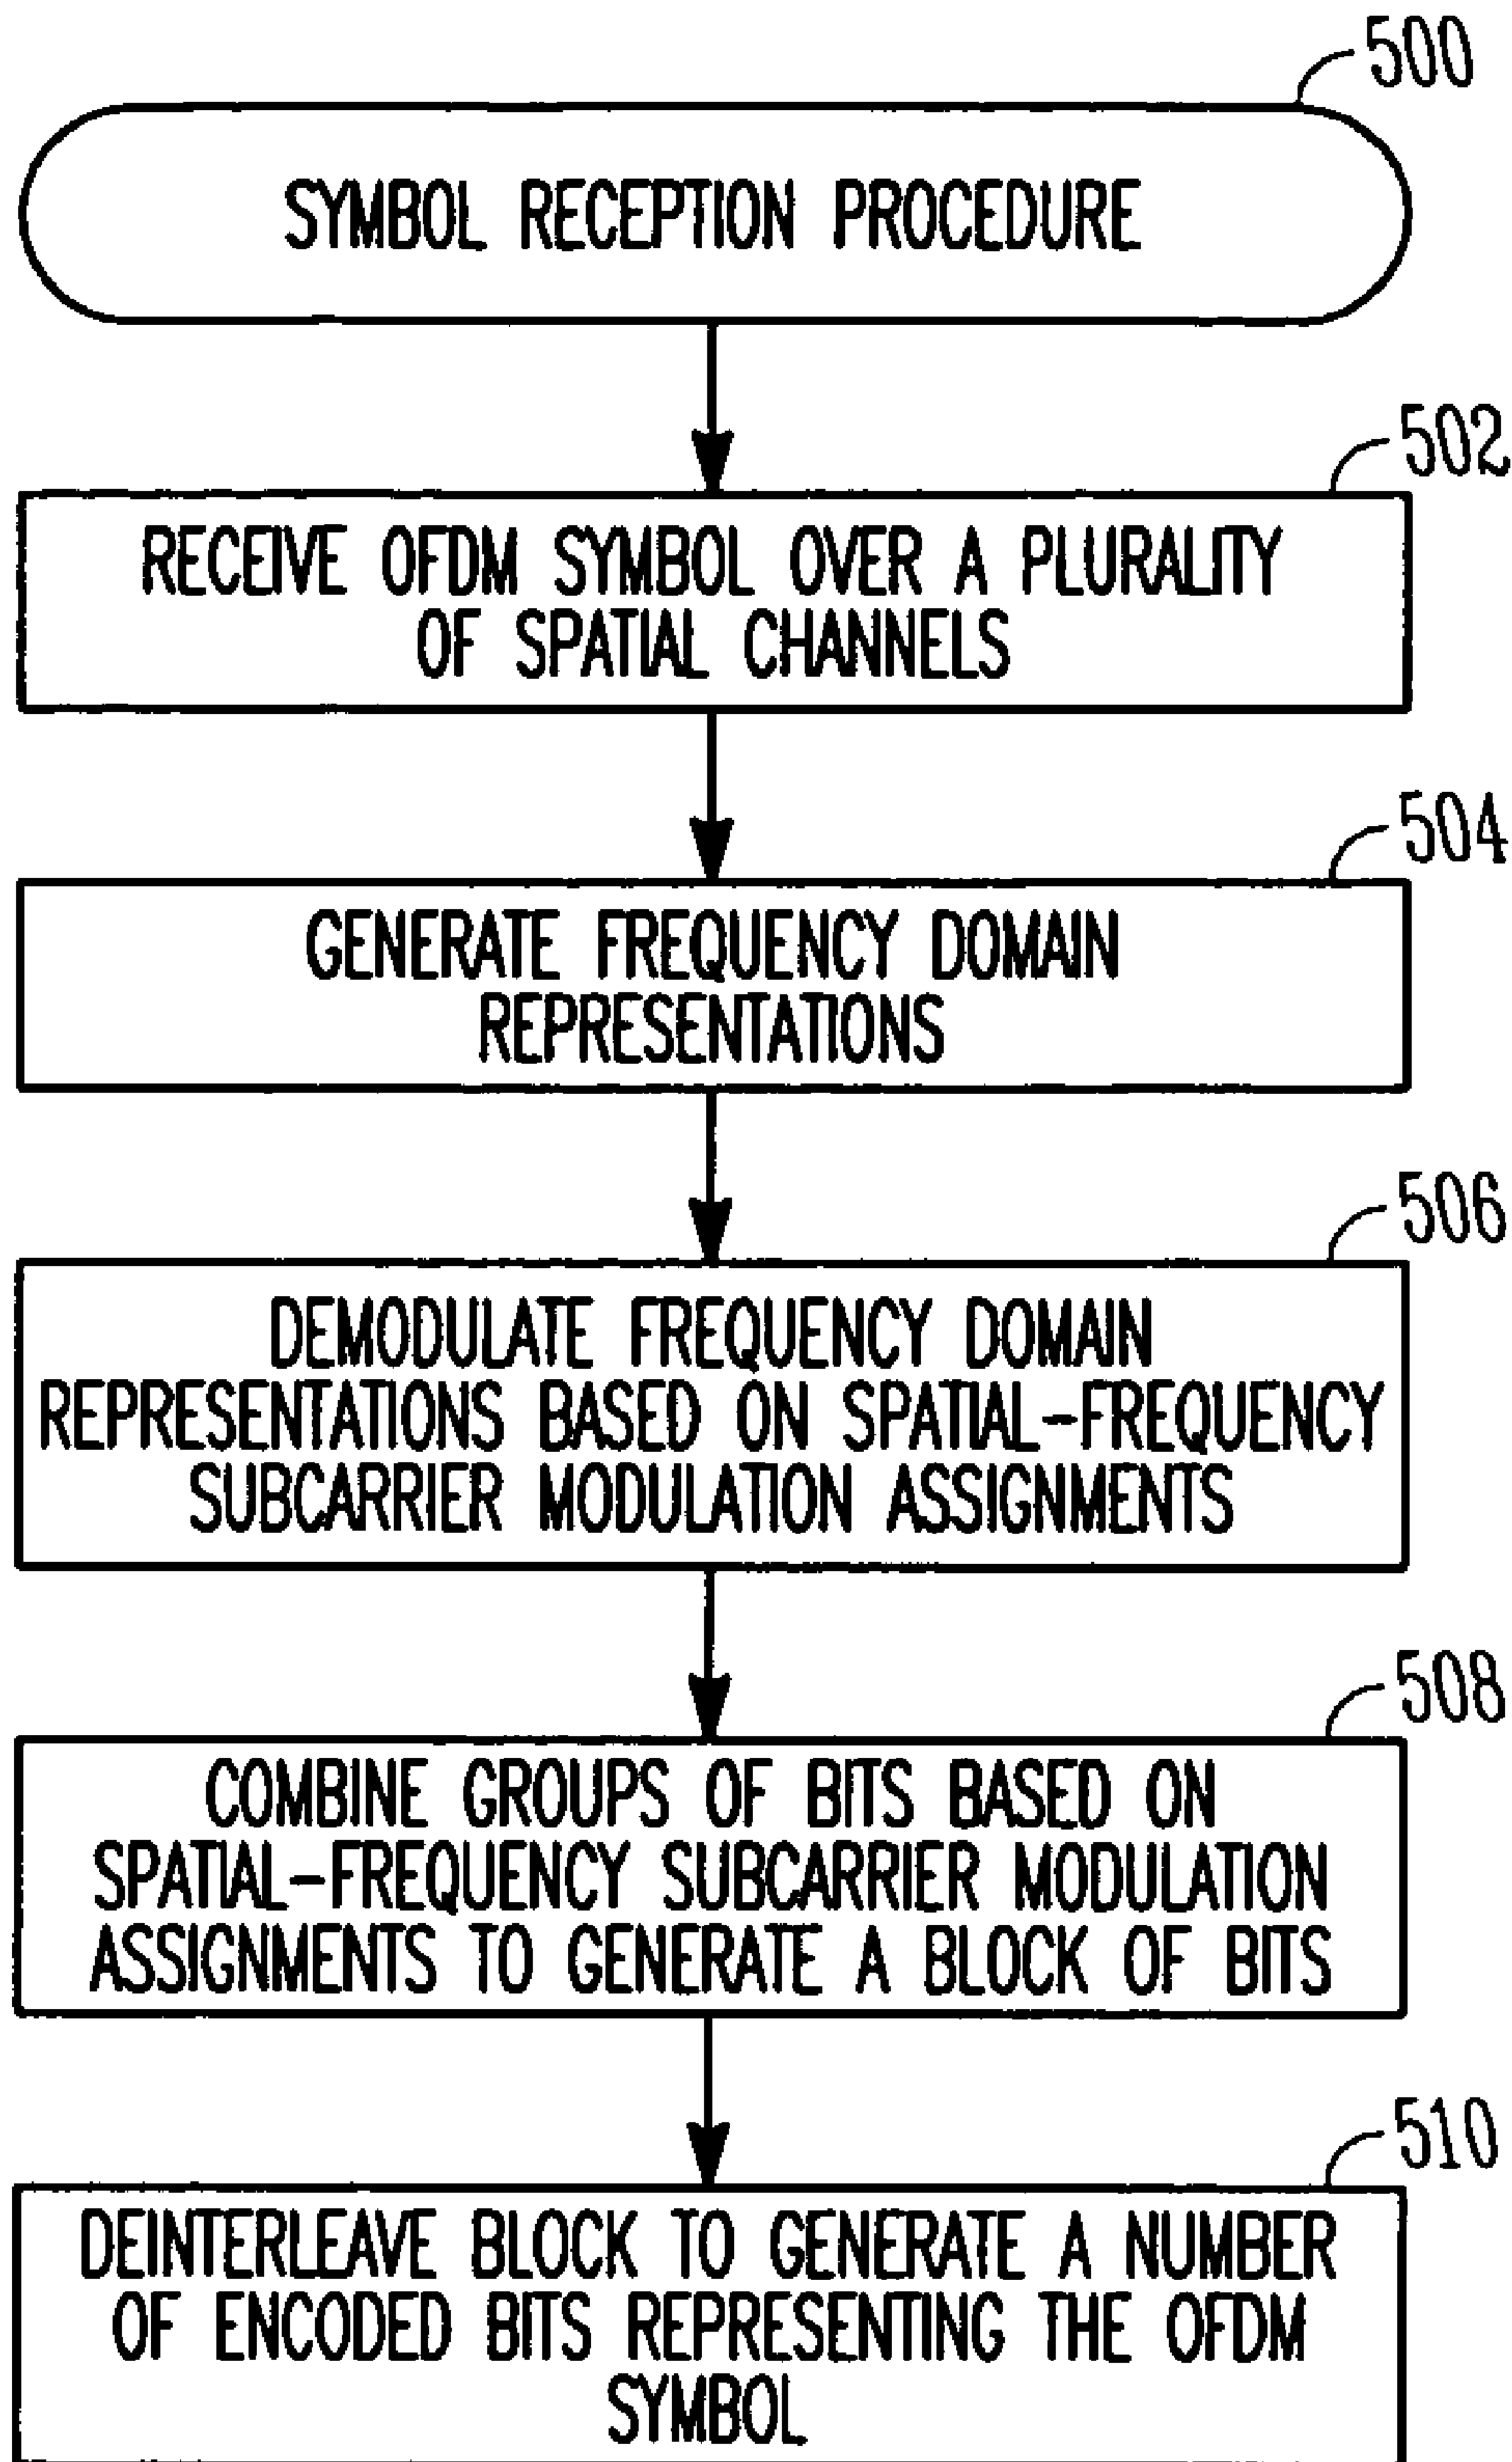 500
SYMBOL RECEPTION PROCEDURE
502
RECEIVE OFDM SYMBOL OVER A PLURALITY
OF SPATIAL CHANNELS
504
GENERATE FREQUENCY DOMAIN
REPRESENTATIONS
506
DEMODULATE FREQUENCY DOMAIN
REPRESENTATIONS BASED ON SPATIAL-FREQUENCY
SUBCARRIER MODULATION ASSIGNMENTS
508
COMBINE GROUPS OF BITS BASED ON
SPATIAL-FREQUENCY SUBCARRIER MODULATION
ASSIGNMENTS TO GENERATE A BLOCK OF BITS
510
DEINTERLEAVE BLOCK TO GENERATE A NUMBER
OF ENCODED BITS REPRESENTING THE OFDM
SYMBOL